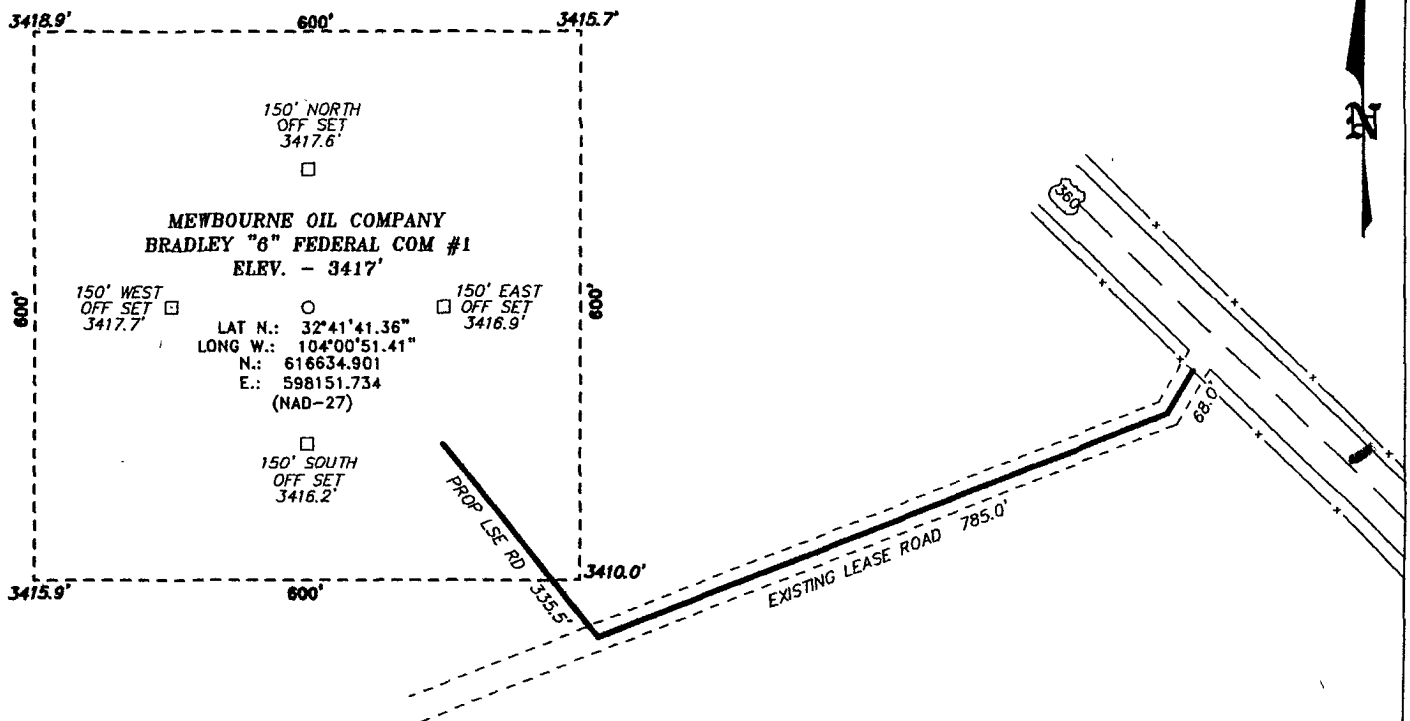 3418.9'
600'
3415.7'
150' NORTH
OFF SET
3417.6'
N
360
MEWBOURNE OIL COMPANY
BRADLEY "6" FEDERAL COM #1
ELEV. - 3417'
150' WEST
OFF SET
3417.7'
150' EAST
OFF SET
3416.9'
600'
600'
LAT N.: 32°41'41.36"
LONG W.: 104°00'51.41"
N.: 616634.901
E.: 598151.734
(NAD-27)
150' SOUTH
OFF SET
3416.2'
68.0'
PROP LSE RD 335.5'
EXISTING LEASE ROAD 785.0'
3415.9'
600'
3410.0'